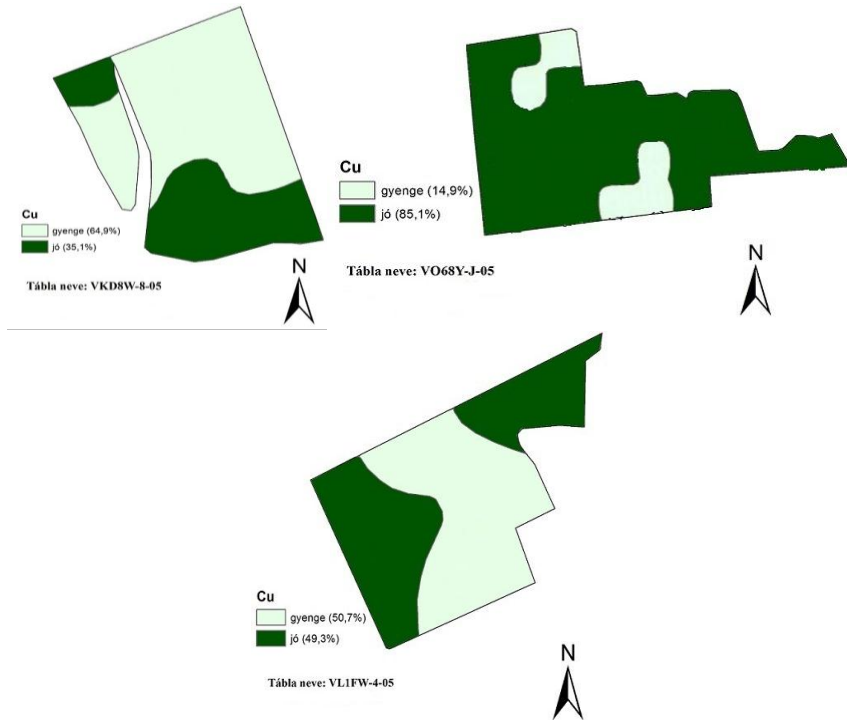 Cu
gyenge (64,9%)
jó (35,1%)
N
Tábla neve: VKD8W-8-05
Cu
gyenge (14,9%)
jó (85,1%)
Tábla neve: VO68Y-J-05
N
Cu
gyenge (50,7%)
jó (49,3%)
N
Tábla neve: VL1FW-4-05